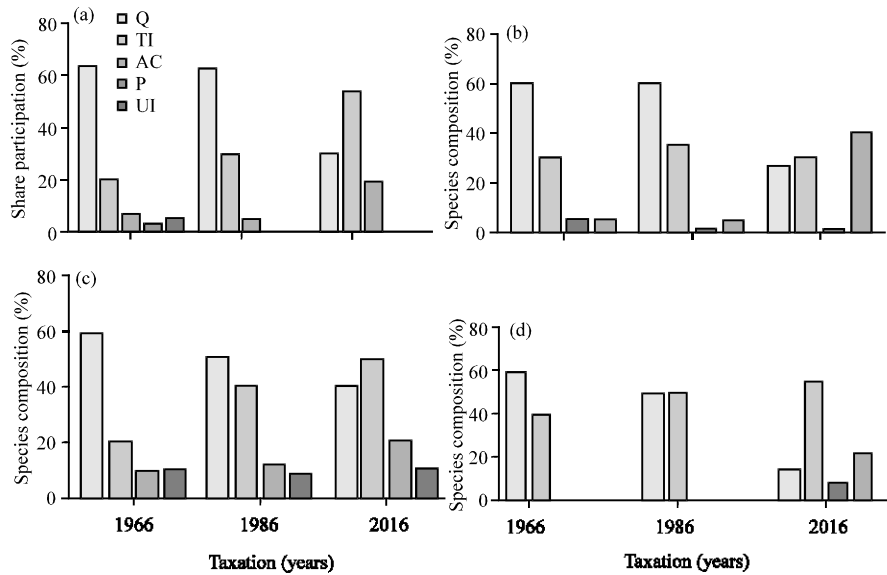 (a)
Q
TI
AC
P
UI
Share participation (%)
80
60
40
20
0
(b)
Species composition (%)
80
60
40
20
0
(c)
Species composition (%)
80
60
40
20
0
1966
1986
2016
Taxation (years)
(d)
Species composition (%)
80
60
40
20
0
1966
1986
2016
Taxation (years)